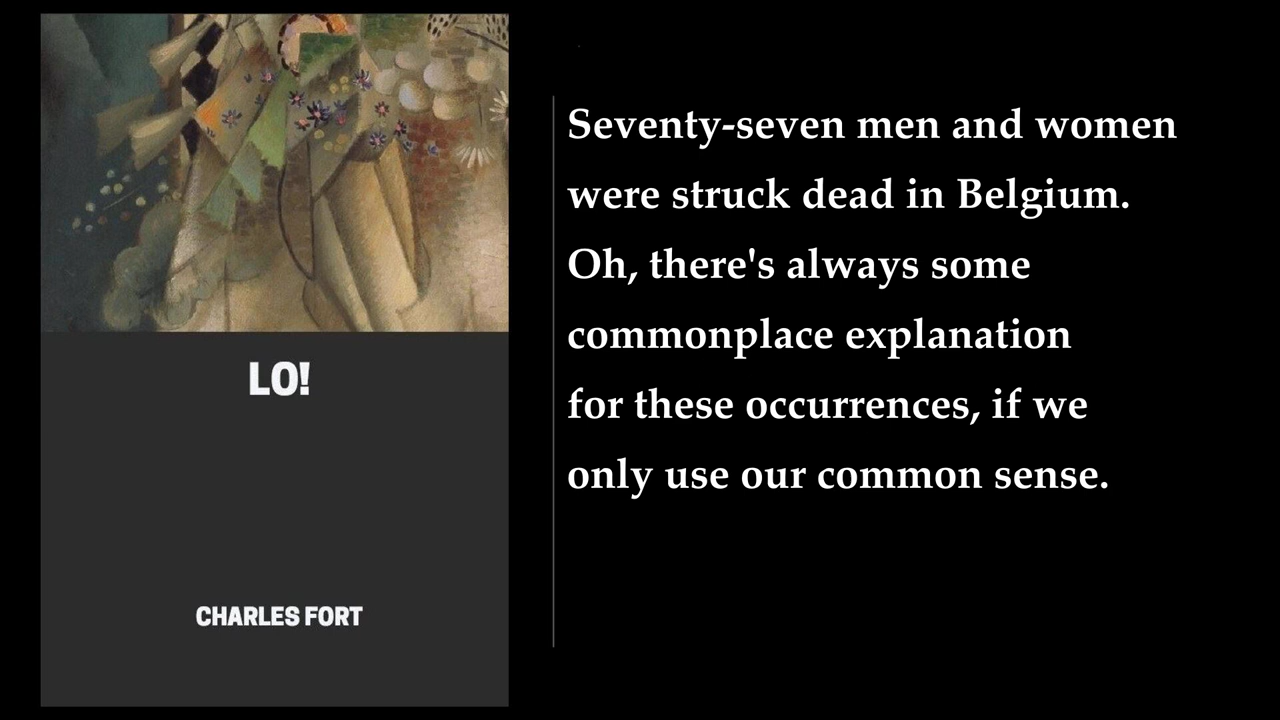 LO!
CHARLES FORT
Seventy-seven men and women
were struck dead in Belgium.
Oh, there's always some
commonplace explanation
for these occurrences, if we
only use our common sense.